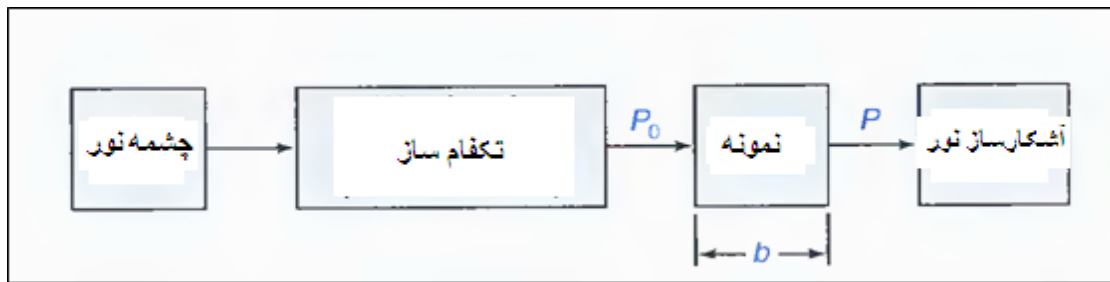 چشمه نور
تکفام ساز
P₀
نمونه
P
آشکارساز نور
b